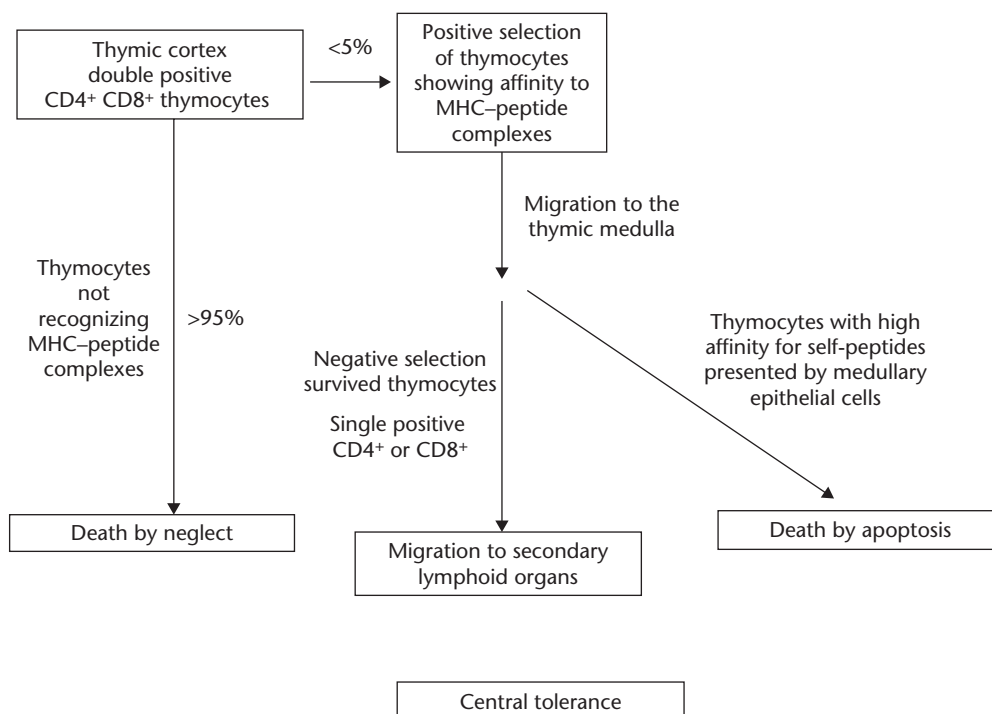 Thymic cortex
double positive
CD4+ CD8+ thymocytes
<5%
Positive selection
of thymocytes
showing affinity to
MHC–peptide
complexes
Migration to the
thymic medulla
Thymocytes
not
recognizing
MHC–peptide
complexes
>95%
Negative selection
survived thymocytes
Single positive
CD4+ or CD8+
Thymocytes with high
affinity for self-peptides
presented by medullary
epithelial cells
Death by neglect
Migration to secondary
lymphoid organs
Death by apoptosis
Central tolerance